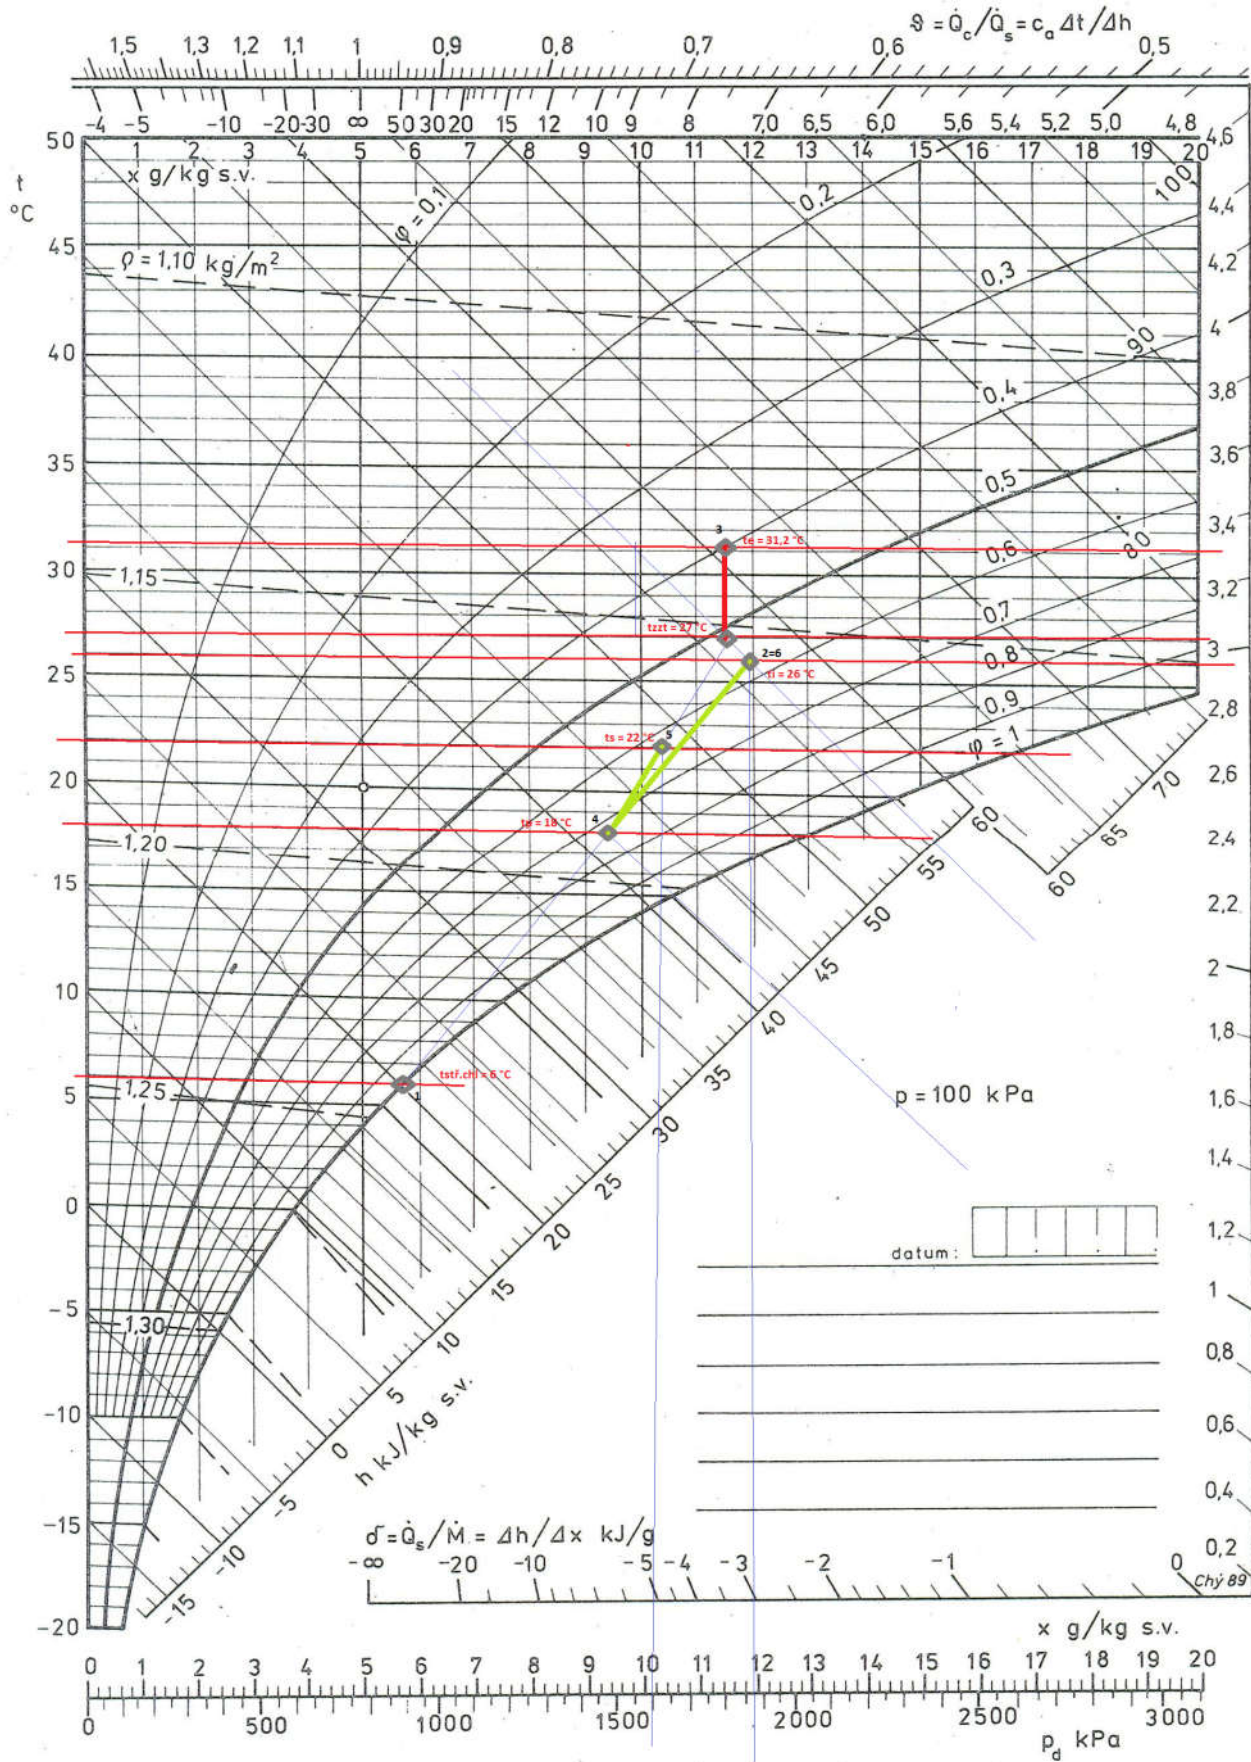 ϑ = Q̇c/Q̇s = ca Δt/Δh
1,5 1,3 1,2 1,1 1 0,9 0,8 0,7 0,6 0,5
-4 -5 -10 -20 -30 ∞ 50 30 20 15 12 10 9 8 7,0 6,5 6,0 5,6 5,4 5,2 5,0 4,8 4,6
50 1 2 3 4 5 6 7 8 9 10 11 12 13 14 15 16 17 18 19 20
t
°C
x g/kg s.v.
φ = 0,1
0,2
100
4,4
45
ρ = 1,10 kg/m²
0,3
4,2
90
4
40
0,4
3,8
35
0,5
3,6
3
te = 31,2 °C
0,6
80
3,4
30
1,15
0,7
3,2
tzzt = 27 °C
2=6
0,8
3
25
ti = 26 °C
0,9
2,8
ts = 22 °C
5
φ = 1
70
20
2,6
4
60
65
tp = 18 °C
2,4
1,20
55
60
15
2,2
50
45
2
10
40
1,8
tstř.chl = 6 °C
35
1
5
1,25
p = 100 kPa
1,6
30
1,4
25
0
20
1,2
datum:
15
1
-5
1,30
10
0,8
5
-10
0
0,6
h kJ/kg s.v.
-5
0,4
-15
-10
σ = Q̇s/Ṁ = Δh/Δx kJ/g
-∞ -20 -10 -5 -4 -3 -2 -1 0
0,2
Chý 89
-15
-20
x g/kg s.v.
0 1 2 3 4 5 6 7 8 9 10 11 12 13 14 15 16 17 18 19 20
0 500 1000 1500 2000 2500 3000
pd kPa